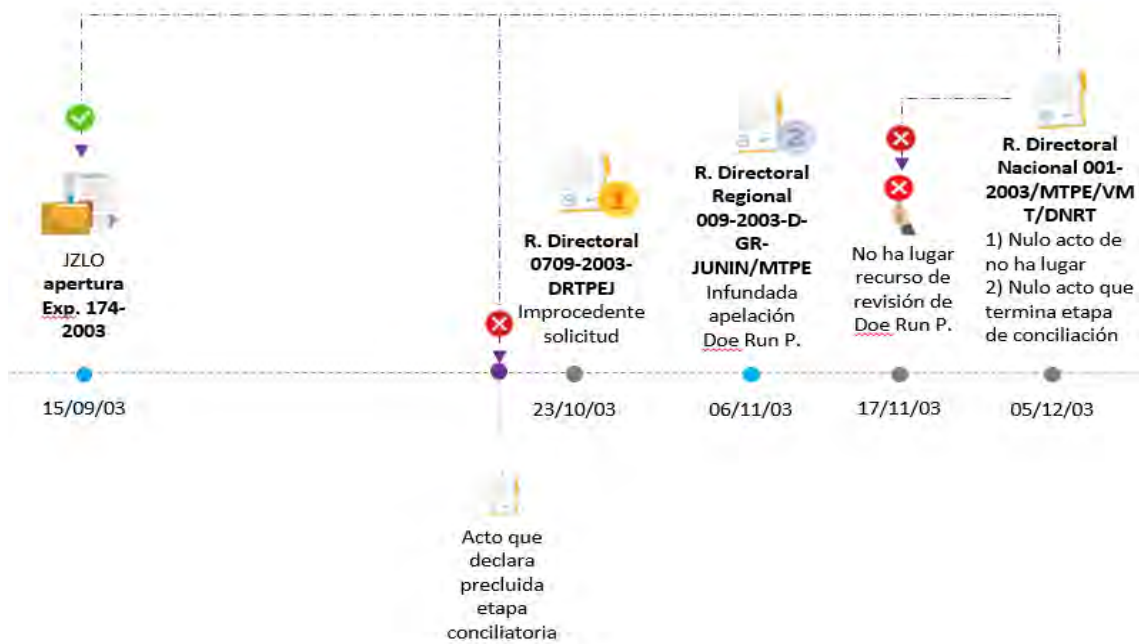 JZLO
apertura
Exp. 174-
2003
15/09/03
Acto que
declara
precluida
etapa
conciliatoria
R. Directoral
0709-2003-
DRTPEJ
Improcedente
solicitud
23/10/03
R. Directoral
Regional
009-2003-D-
GR-
JUNIN/MTPE
Infundada
apelación
Doe Run P.
06/11/03
No ha lugar
recurso de
revisión de
Doe Run P.
17/11/03
R. Directoral
Nacional 001-
2003/MTPE/VM
T/DNRT
1) Nulo acto de
no ha lugar
2) Nulo acto que
termina etapa
de conciliación
05/12/03